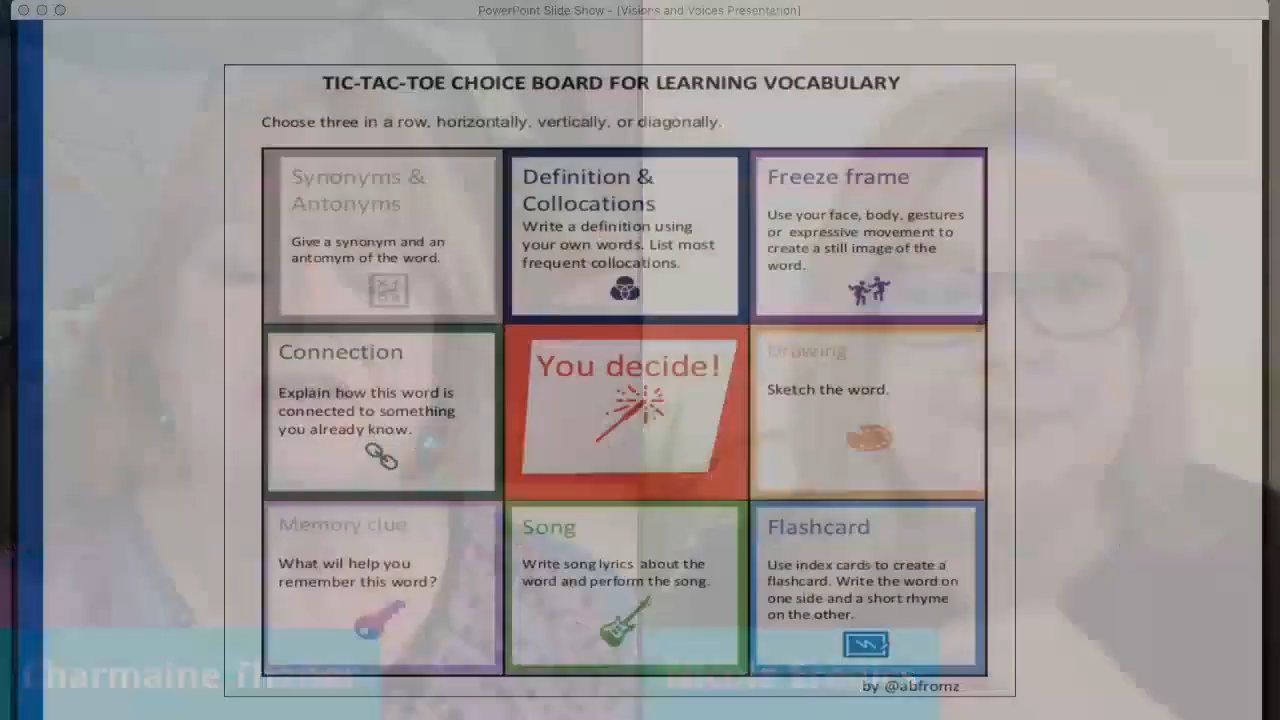 PowerPoint Slide Show - [Visions and Voices Presentation]
TIC-TAC-TOE CHOICE BOARD FOR LEARNING VOCABULARY
Choose three in a row, horizontally, vertically, or diagonally.
Synonyms &
Antonyms
Give a synonym and an
antomym of the word.
Definition &
Collocations
Write a definition using
your own words. List most
frequent collocations.
Freeze frame
Use your face, body, gestures
or expressive movement to
create a still image of the
word.
Connection
Explain how this word is
connected to something
you already know.
You decide!
Drawing
Sketch the word.
Memory clue
What wil help you
remember this word?
Song
Write song lyrics about the
word and perform the song.
Flashcard
Use index cards to create a
flashcard. Write the word on
one side and a short rhyme
on the other.
by @abfromz
Charmaine